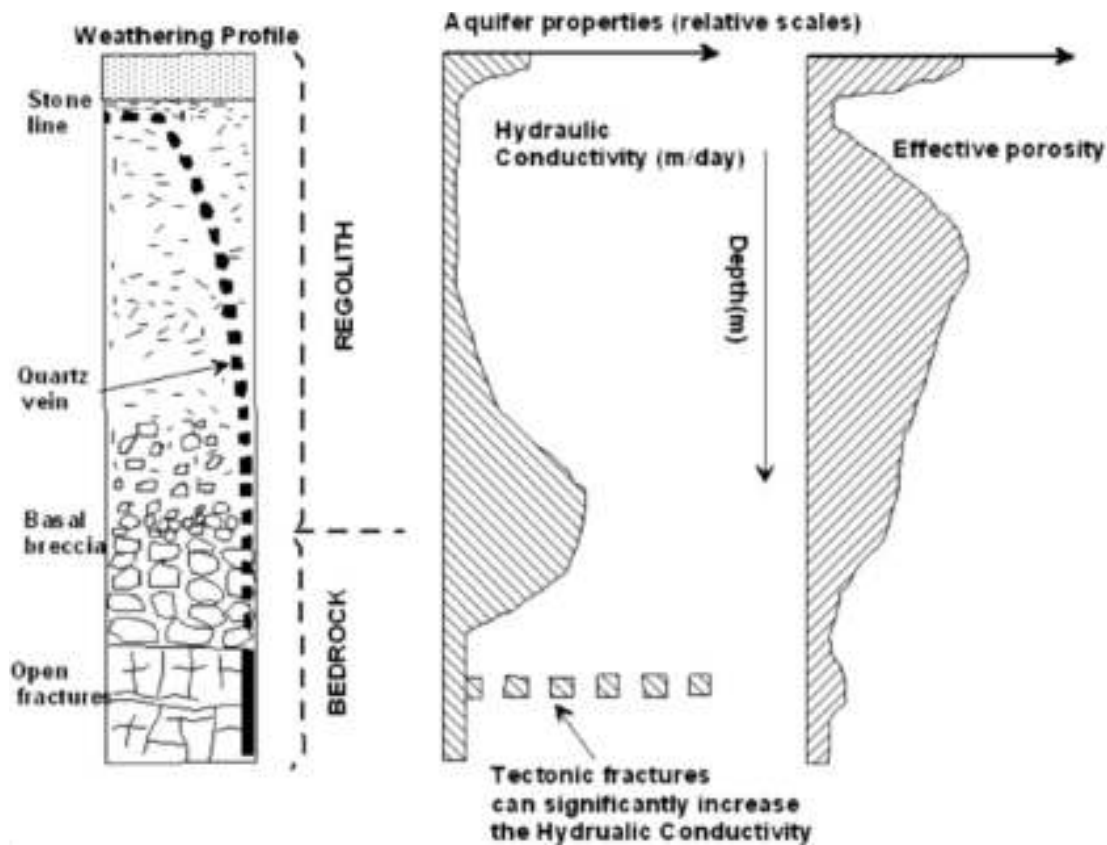 Aquifer properties (relative scales)
Weathering Profile
Stone
line
Hydraulic
Conductivity (m/day)
Effective porosity
REGOLITH
Depth(m)
Quartz
vein
Basal
breccia
BEDROCK
Open
fractures
Tectonic fractures
can significantly increase
the Hydrualic Conductivity